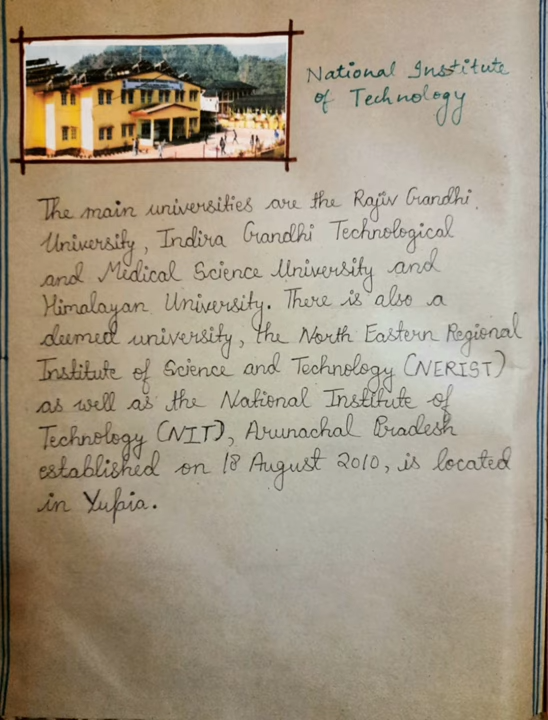 National Institute
of Technology
The main universities are the Rajiv Gandhi
University, Indira Gandhi Technological
and Medical Science University and
Himalayan University. There is also a
deemed university, the North Eastern Regional
Institute of Science and Technology (NERIST)
as well as the National Institute of
Technology (NIT), Arunachal Pradesh
established on 18 August 2010, is located
in Yupia.